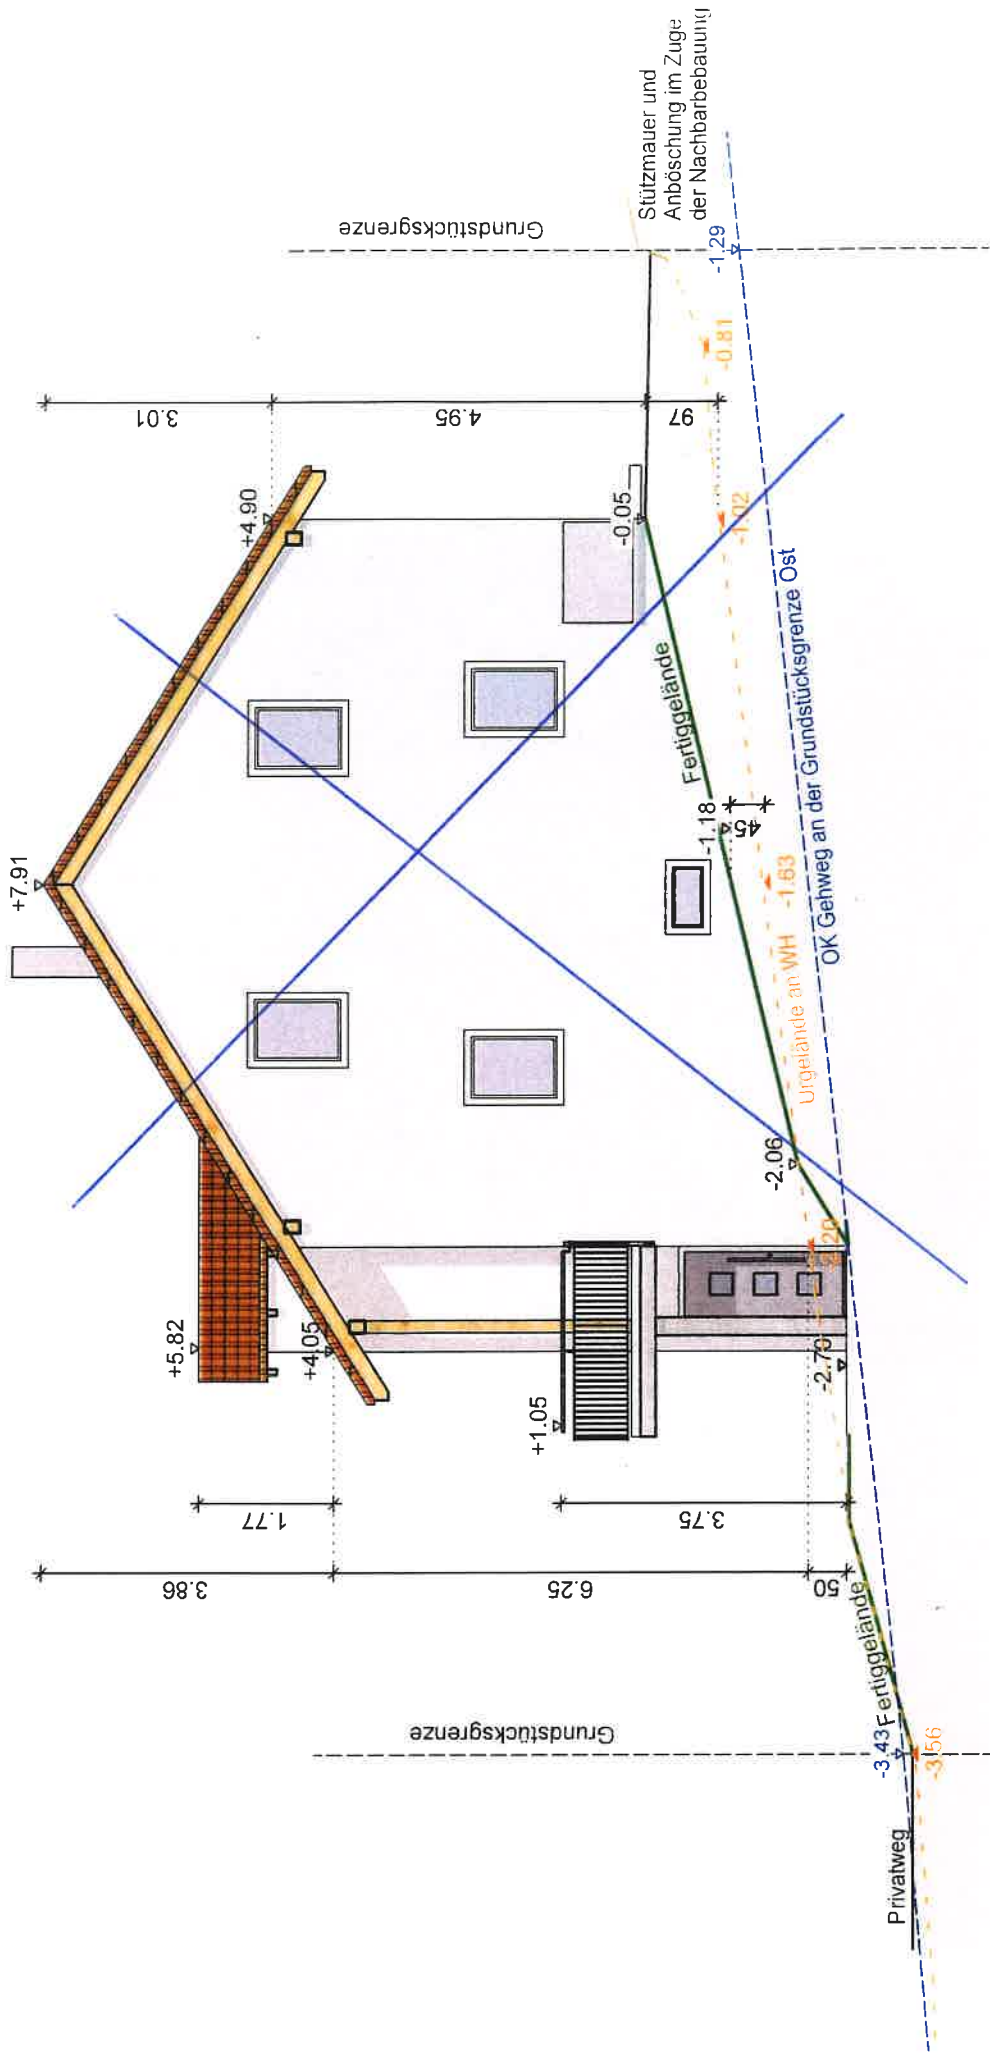 Stützmauer und
Anböschung im Zuge
der Nachbarbebauung
Grundstücksgrenze
-1.29
-0.81
3.01
4.95
97
+4.90
-0.05
-1.02
+7.91
Fertiggelände
-1.18
45
-1.63
Urgelände an WH
OK Gehweg an der Grundstücksgrenze Ost
-2.06
-2.20
+5.82
+4.05
+1.05
-2.70
1.77
3.75
3.86
6.25
50
Fertiggelände
Grundstücksgrenze
-3.43
-3.56
Privatweg